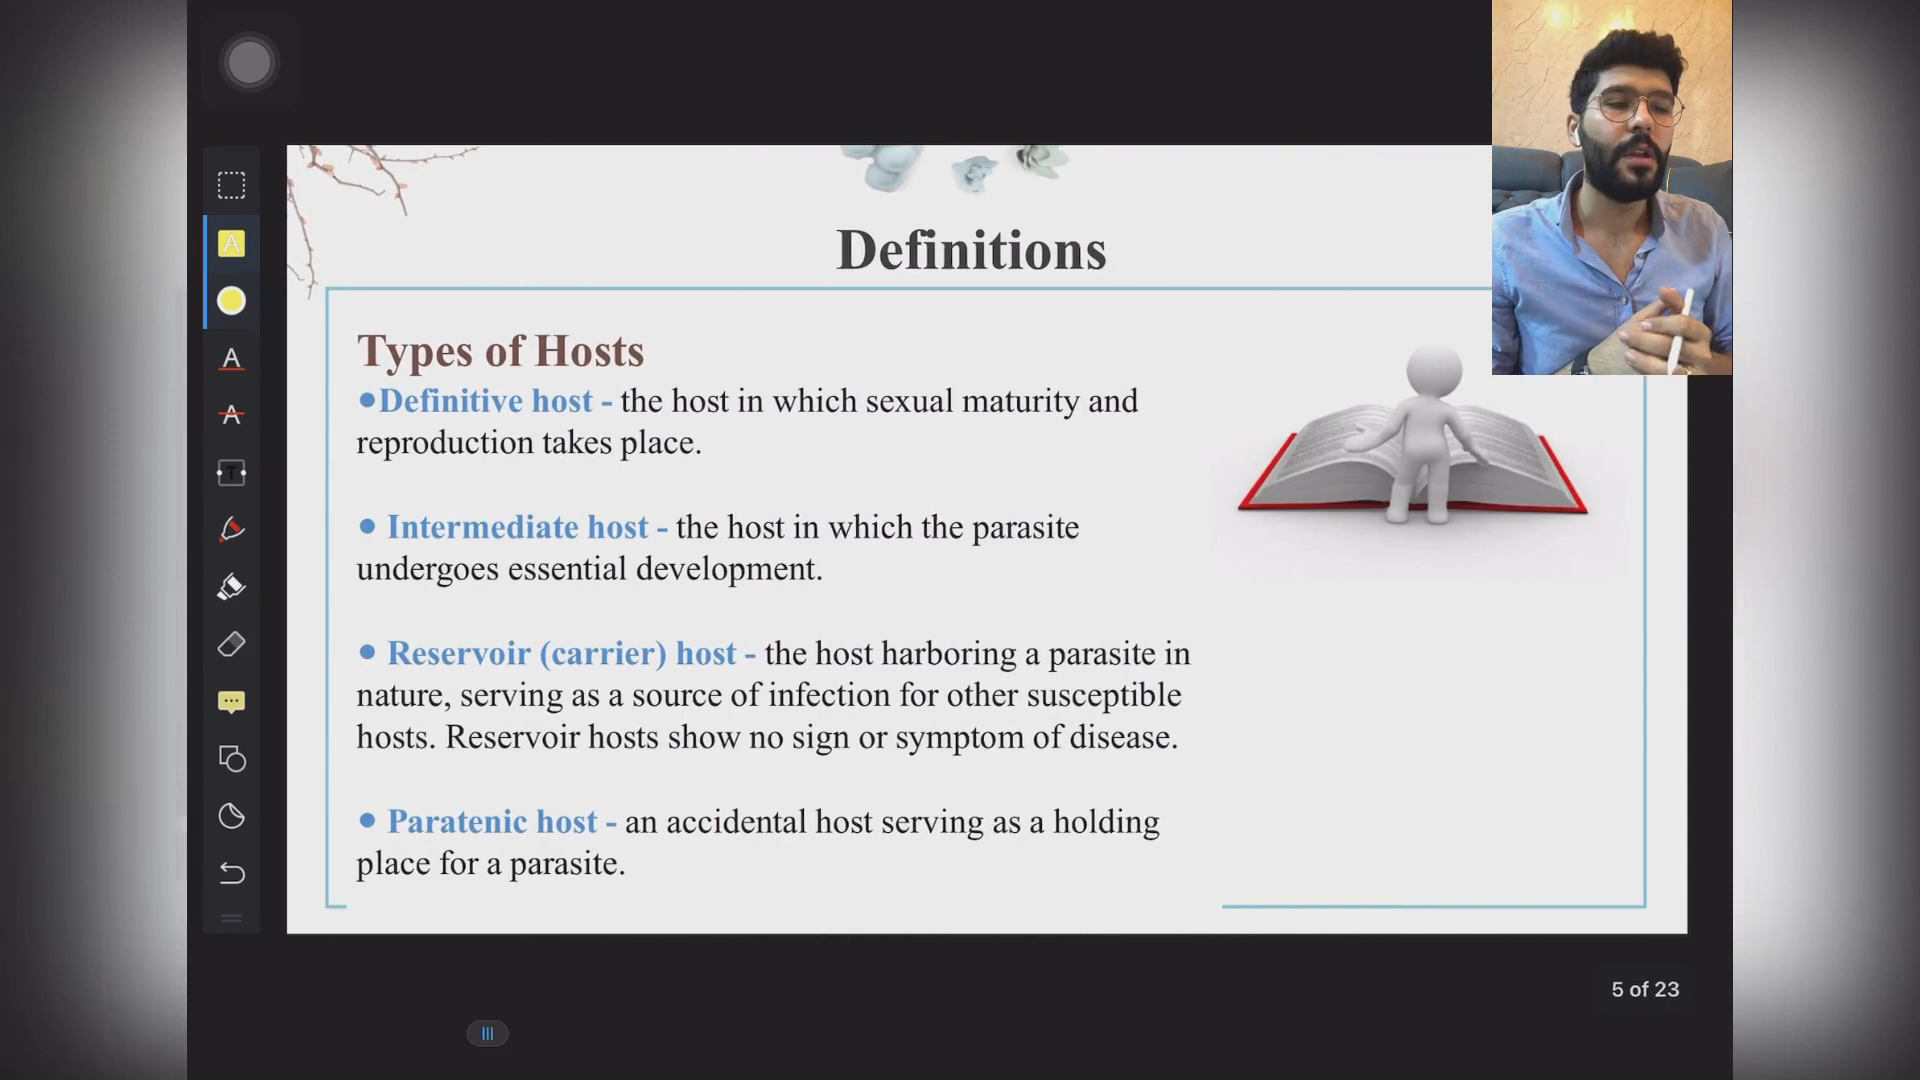 Definitions
Types of Hosts
•Definitive host - the host in which sexual maturity and
reproduction takes place.
• Intermediate host - the host in which the parasite
undergoes essential development.
• Reservoir (carrier) host - the host harboring a parasite in
nature, serving as a source of infection for other susceptible
hosts. Reservoir hosts show no sign or symptom of disease.
• Paratenic host - an accidental host serving as a holding
place for a parasite.
A
A
A
T
5 of 23